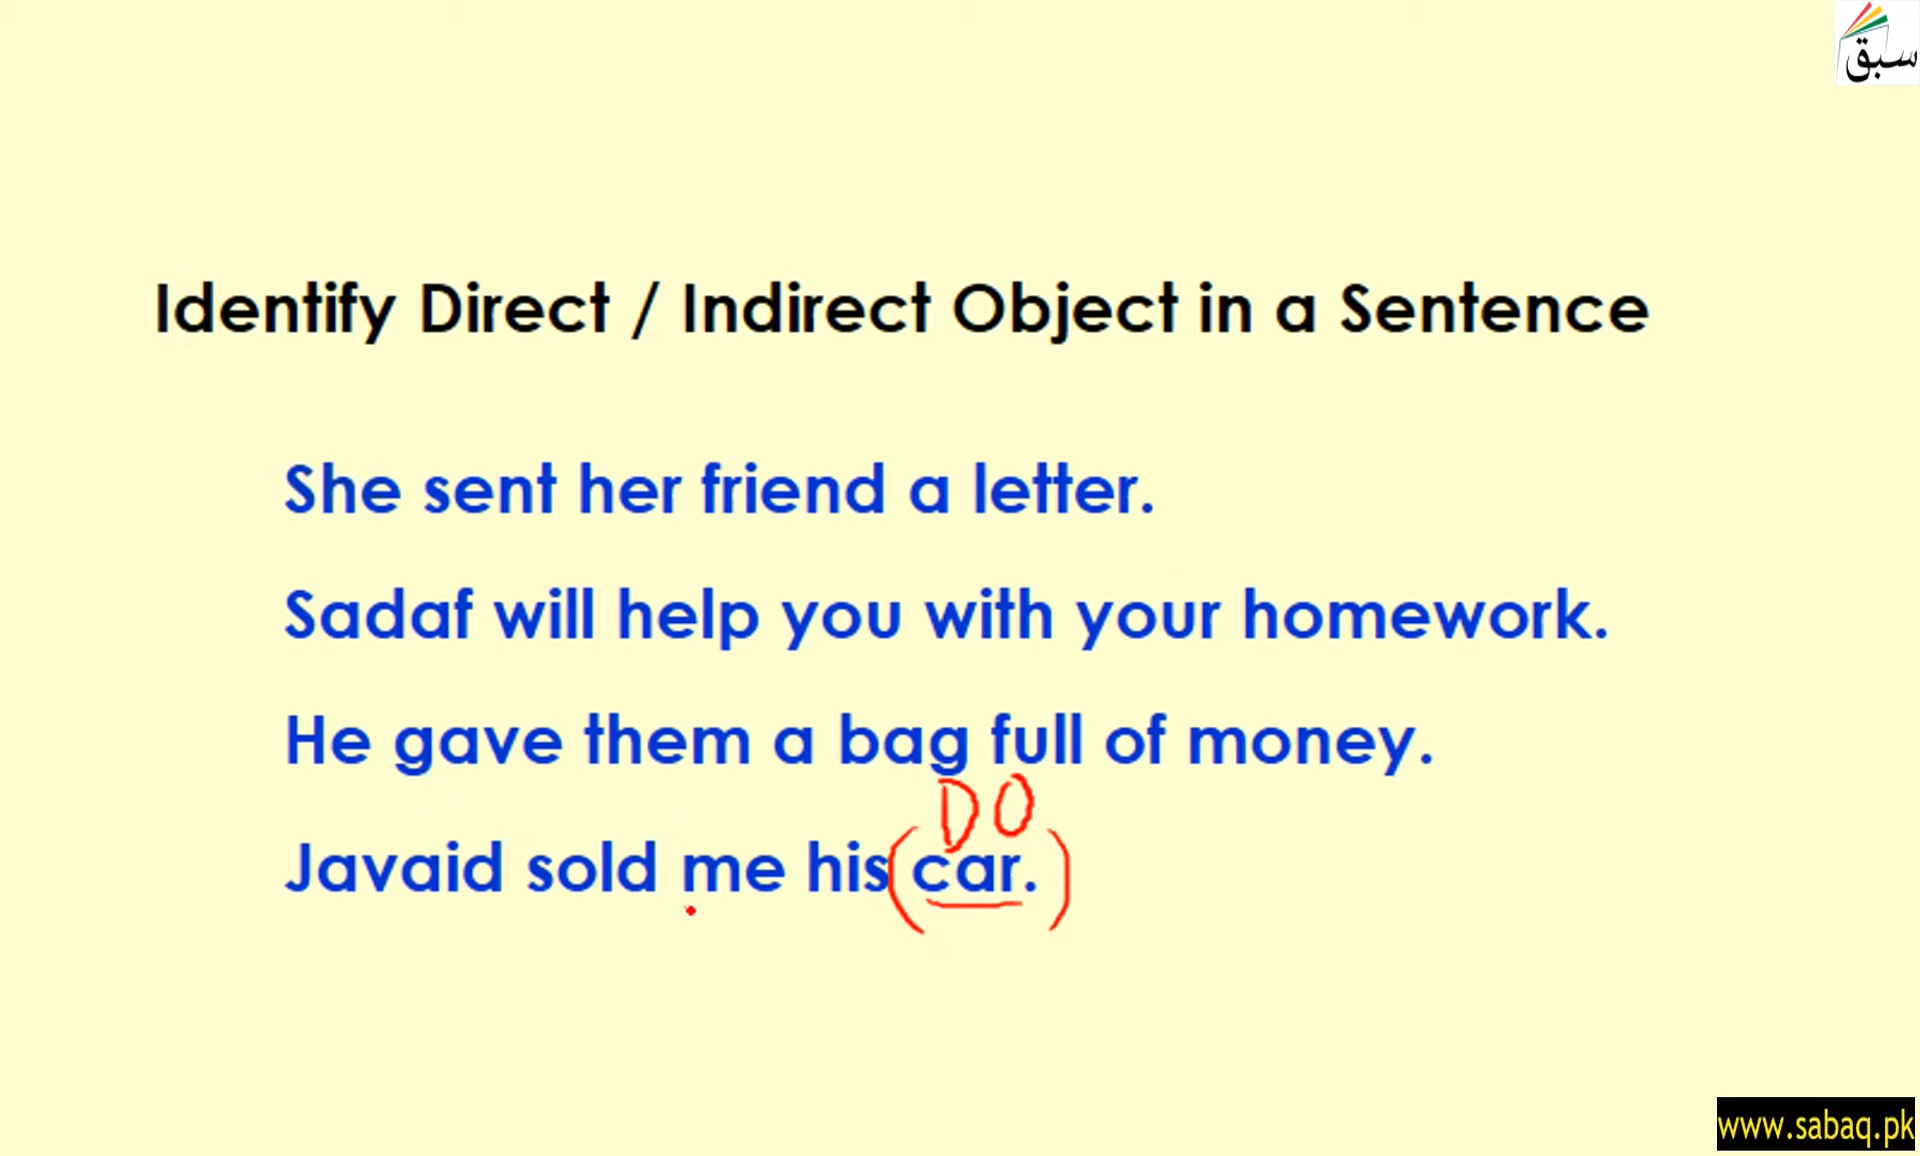 سبق
Identify Direct / Indirect Object in a Sentence
She sent her friend a letter.
Sadaf will help you with your homework.
He gave them a bag full of money.
DO
Javaid sold me his (car.)
www.sabaq.pk